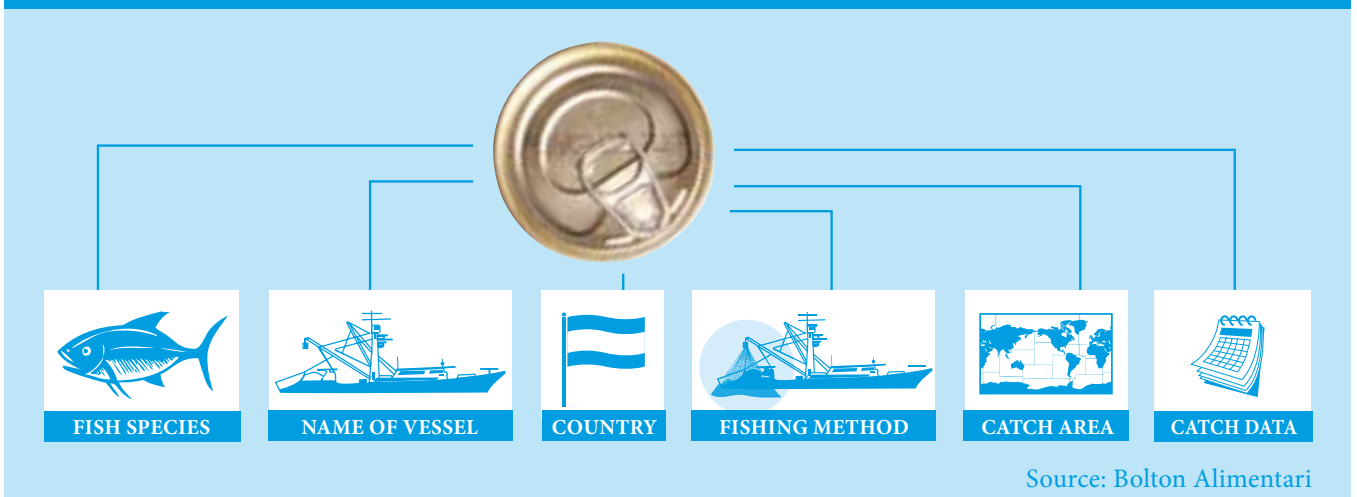 FISH SPECIES
NAME OF VESSEL
COUNTRY
FISHING METHOD
CATCH AREA
CATCH DATA
Source: Bolton Alimentari